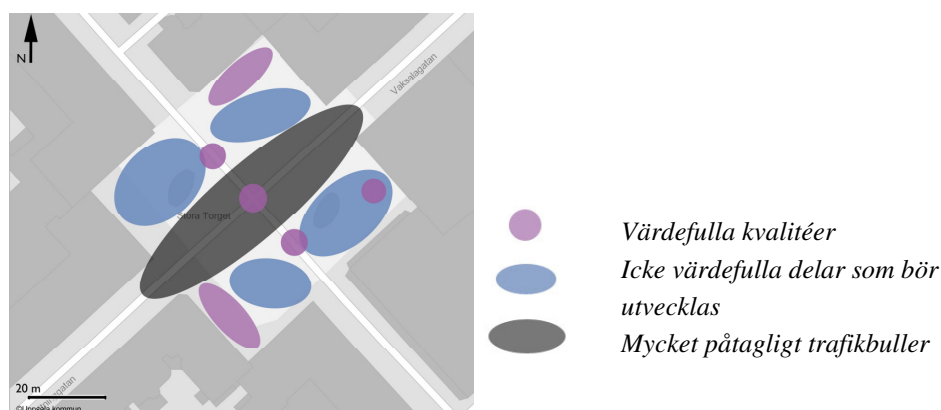 N
Vaksalagatan
Stora Torget
20 m
©Uppsala kommun
Värdefulla kvalitéer
Icke värdefulla delar som bör
utvecklas
Mycket påtagligt trafikbuller